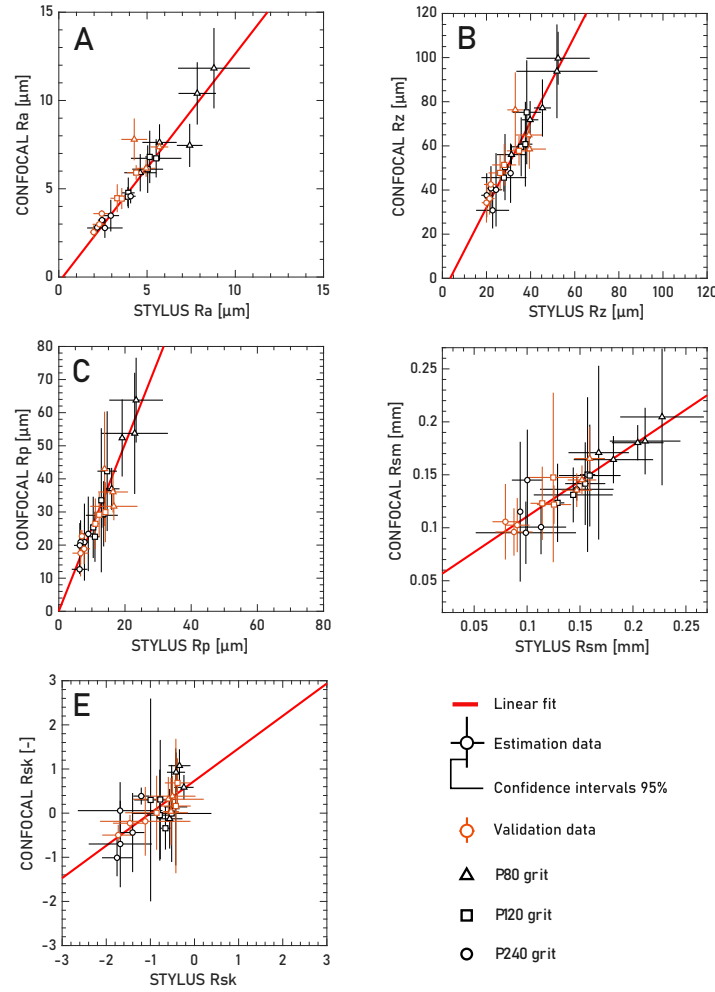 A
CONFOCAL Ra [µm]
15
10
5
0
0
5
10
15
STYLUS Ra [µm]
B
CONFOCAL Rz [µm]
120
100
80
60
40
20
0
0
20
40
60
80
100
120
STYLUS Rz [µm]
C
CONFOCAL Rp [µm]
80
70
60
50
40
30
20
10
0
0
20
40
60
80
STYLUS Rp [µm]
CONFOCAL Rsm [mm]
0.25
0.2
0.15
0.1
0.05
0.05
0.1
0.15
0.2
0.25
STYLUS Rsm [mm]
E
CONFOCAL Rsk [-]
3
2
1
0
-1
-2
-3
-3
-2
-1
0
1
2
3
STYLUS Rsk
Linear fit
Estimation data
Confidence intervals 95%
Validation data
P80 grit
P120 grit
P240 grit